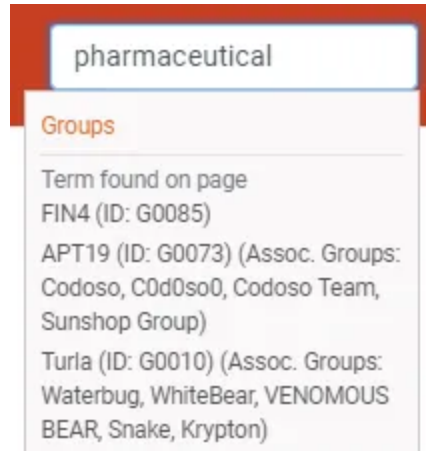 pharmaceutical
Groups
Term found on page
FIN4 (ID: G0085)
APT19 (ID: G0073) (Assoc. Groups:
Codoso, C0d0so0, Codoso Team,
Sunshop Group)
Turla (ID: G0010) (Assoc. Groups:
Waterbug, WhiteBear, VENOMOUS
BEAR, Snake, Krypton)